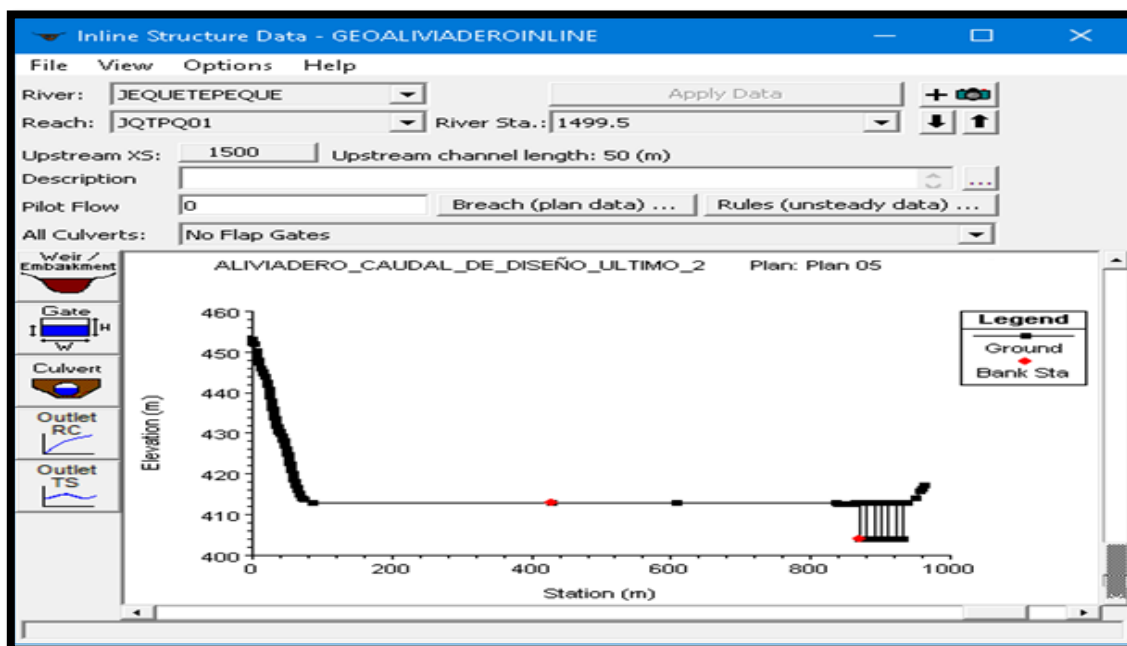 Inline Structure Data - GEOALIVIADEROINLINE
File View Options Help
River: JEQUETEPEQUE Apply Data
Reach: JQTPQ01 River Sta.: 1499.5
Upstream XS: 1500 Upstream channel length: 50 (m)
Description ...
Pilot Flow 0 Breach (plan data) ... Rules (unsteady data) ...
All Culverts: No Flap Gates
Weir /
Embankment
Gate
H
W
Culvert
Outlet
RC
Outlet
TS
ALIVIADERO_CAUDAL_DE_DISEÑO_ULTIMO_2 Plan: Plan 05
460
450
440
430
420
410
400
Elevation (m)
0 200 400 600 800 1000
Station (m)
Legend
Ground
Bank Sta